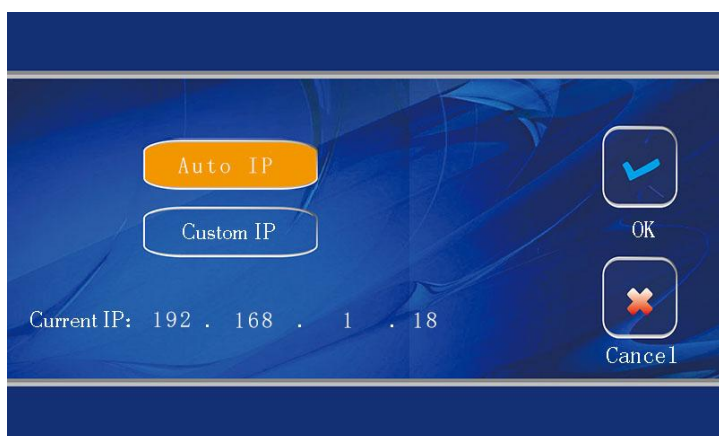 Auto IP
Custom IP
Current IP: 192 . 168 . 1 . 18
OK
Cancel